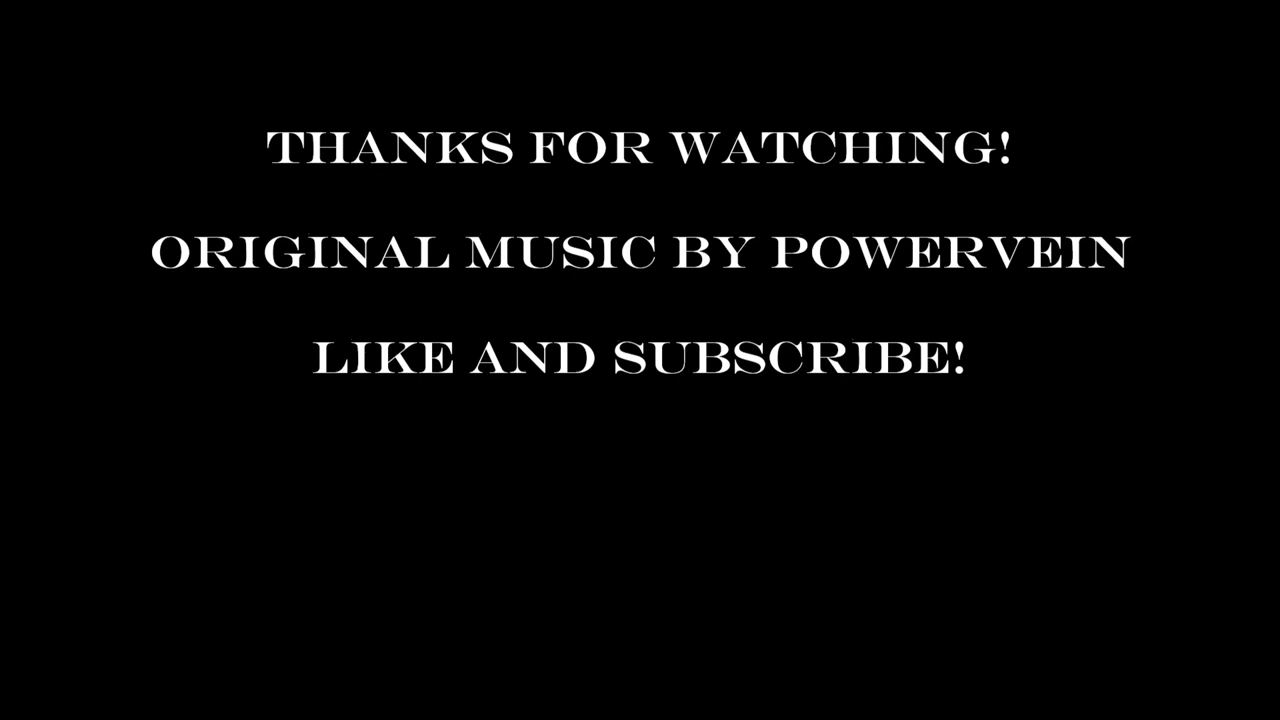 THANKS FOR WATCHING!
ORIGINAL MUSIC BY POWERVEIN
LIKE AND SUBSCRIBE!